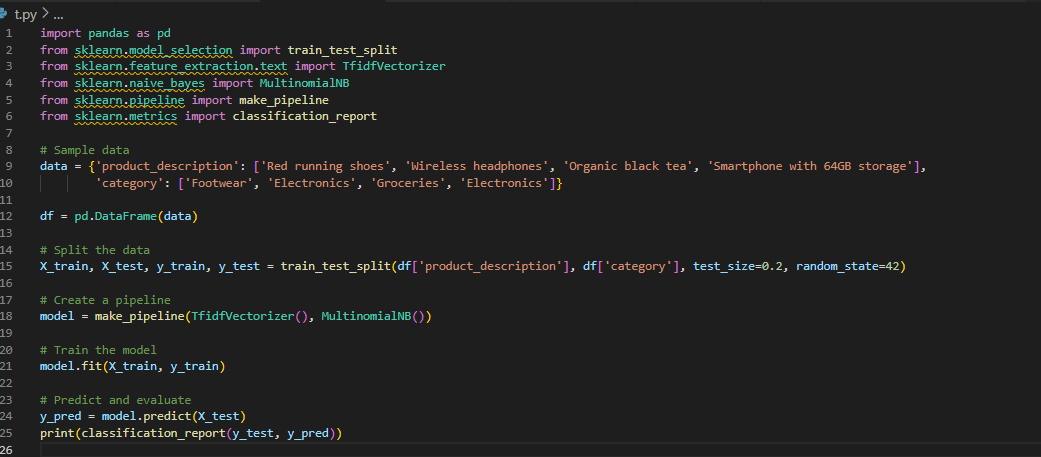 t.py > ...
1 import pandas as pd
2 from sklearn.model_selection import train_test_split
3 from sklearn.feature_extraction.text import TfidfVectorizer
4 from sklearn.naive_bayes import MultinomialNB
5 from sklearn.pipeline import make_pipeline
6 from sklearn.metrics import classification_report
7
8 # Sample data
9 data = {'product_description': ['Red running shoes', 'Wireless headphones', 'Organic black tea', 'Smartphone with 64GB storage'],
10         'category': ['Footwear', 'Electronics', 'Groceries', 'Electronics']}
11
12 df = pd.DataFrame(data)
13
14 # Split the data
15 X_train, X_test, y_train, y_test = train_test_split(df['product_description'], df['category'], test_size=0.2, random_state=42)
16
17 # Create a pipeline
18 model = make_pipeline(TfidfVectorizer(), MultinomialNB())
19
20 # Train the model
21 model.fit(X_train, y_train)
22
23 # Predict and evaluate
24 y_pred = model.predict(X_test)
25 print(classification_report(y_test, y_pred))
26